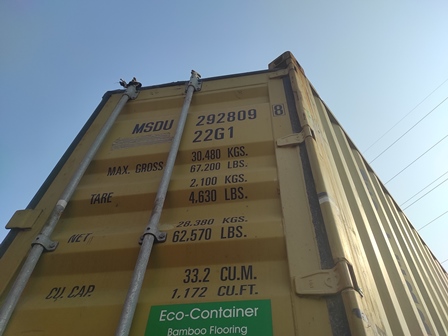 MSDU 292809 8
22G1
30.480 KGS.
MAX. GROSS 67.200 LBS.
2.100 KGS.
TARE 4.630 LBS.
28.380 KGS.
NET 62.570 LBS.
33.2 CU.M.
CU. CAP. 1.172 CU.FT.
Eco-Container
Bamboo Flooring